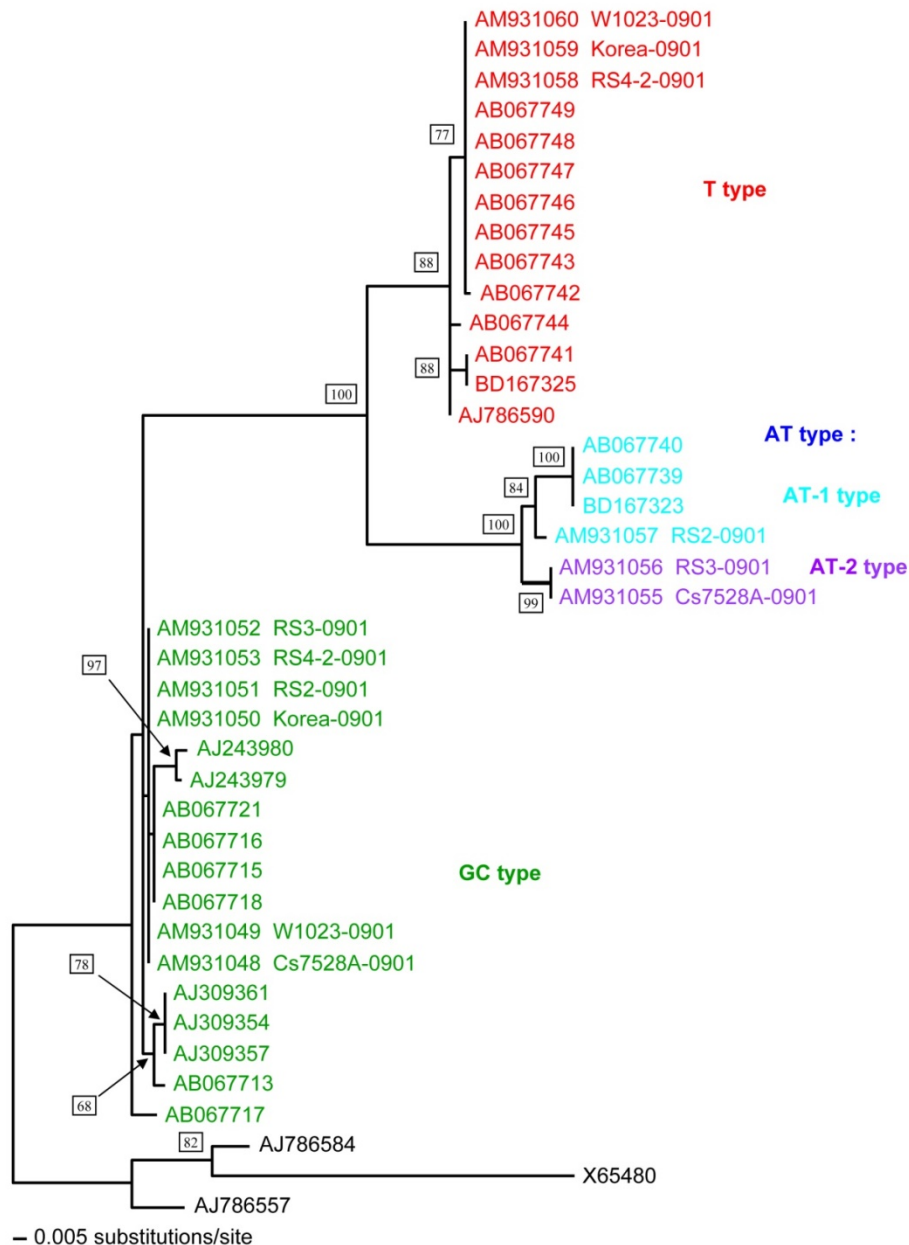 AM931060 W1023-0901
AM931059 Korea-0901
AM931058 RS4-2-0901
AB067749
77
AB067748
AB067747
T type
AB067746
AB067745
AB067743
88
AB067742
AB067744
AB067741
88
BD167325
100
AJ786590
AT type :
AB067740
100
AB067739
84
AT-1 type
BD167323
100
AM931057 RS2-0901
AM931056 RS3-0901
AT-2 type
99
AM931055 Cs7528A-0901
AM931052 RS3-0901
97
AM931053 RS4-2-0901
AM931051 RS2-0901
AM931050 Korea-0901
AJ243980
AJ243979
AB067721
AB067716
AB067715
GC type
AB067718
AM931049 W1023-0901
78
AM931048 Cs7528A-0901
AJ309361
AJ309354
AJ309357
AB067713
68
AB067717
82
AJ786584
X65480
AJ786557
0.005 substitutions/site